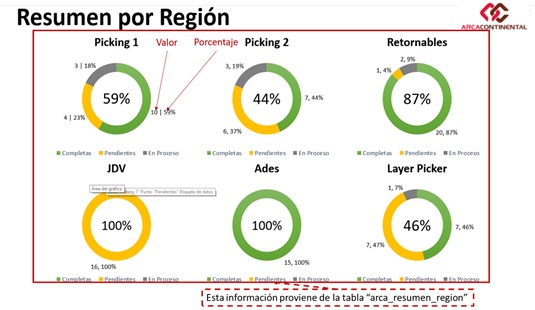 Resumen por Región
ARCACONTINENTAL
Picking 1
Valor
Porcentaje
Picking 2
Retornables
3 | 18%
59%
4 | 23%
10 | 59%
3, 19%
44%
7, 44%
6, 37%
2, 9%
1, 4%
87%
20, 87%
Completas Pendientes En Proceso
Completas Pendientes En Proceso
Completas Pendientes En Proceso
JDV
Ades
Layer Picker
Área del gráfico
Punto "Pendientes" Etiqueta de datos
100%
16, 100%
100%
15, 100%
1, 7%
46%
7, 47%
7, 46%
Completas Pendientes En Proceso
Completas Pendientes En Proceso
Completas Pendientes En Proceso
Esta información proviene de la tabla “arca_resumen_region”